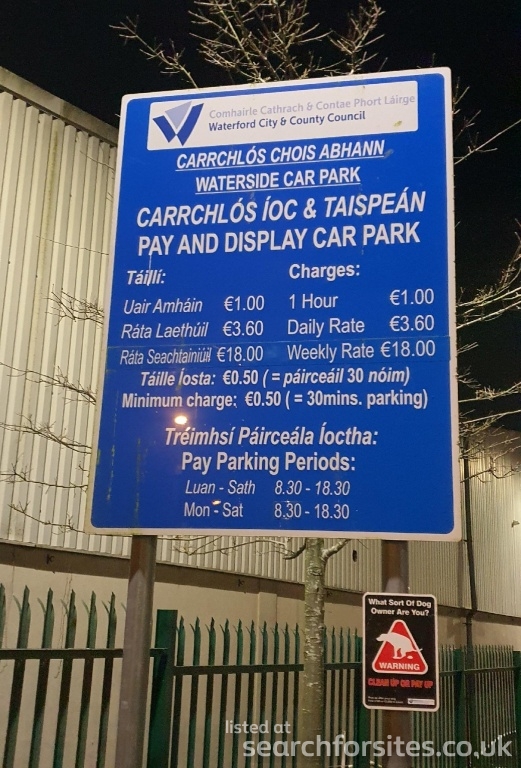 Comhairle Cathrach & Contae Phort Láirge
Waterford City & County Council
CARRCHLÓS CHOIS ABHANN
WATERSIDE CAR PARK
CARRCHLÓS ÍOC & TAISPEÁN
PAY AND DISPLAY CAR PARK
Táillí: Charges:
Uair Amháin €1.00 1 Hour €1.00
Ráta Laethúil €3.60 Daily Rate €3.60
Ráta Seachtainiúil €18.00 Weekly Rate €18.00
Táille Íosta: €0.50 ( = páirceáil 30 nóim)
Minimum charge: €0.50 ( = 30mins. parking)
Tréimhsí Páirceála Íoctha:
Pay Parking Periods:
Luan - Sath 8.30 - 18.30
Mon - Sat 8.30 - 18.30
What Sort Of Dog
Owner Are You?
WARNING
CLEAN UP OR PAY UP
listed at
searchforsites.co.uk